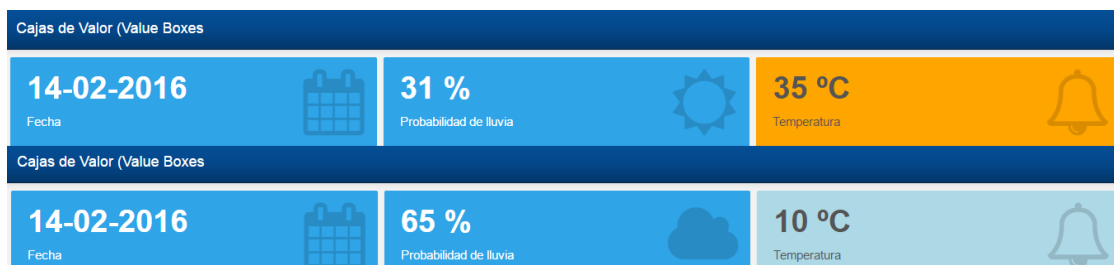 Cajas de Valor (Value Boxes
14-02-2016
Fecha
31 %
Probabilidad de lluvia
35 ºC
Temperatura
Cajas de Valor (Value Boxes
14-02-2016
Fecha
65 %
Probabilidad de lluvia
10 ºC
Temperatura